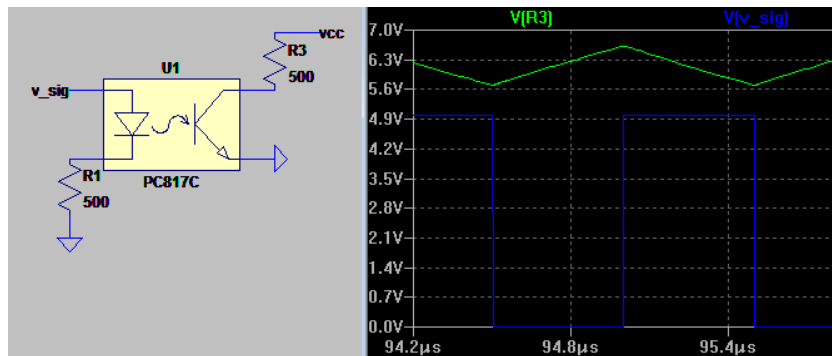 vcc
R3
500
U1
v_sig
R1
500
PC817C
V(R3)
V(v_sig)
7.0V
6.3V
5.6V
4.9V
4.2V
3.5V
2.8V
2.1V
1.4V
0.7V
0.0V
94.2µs
94.8µs
95.4µs